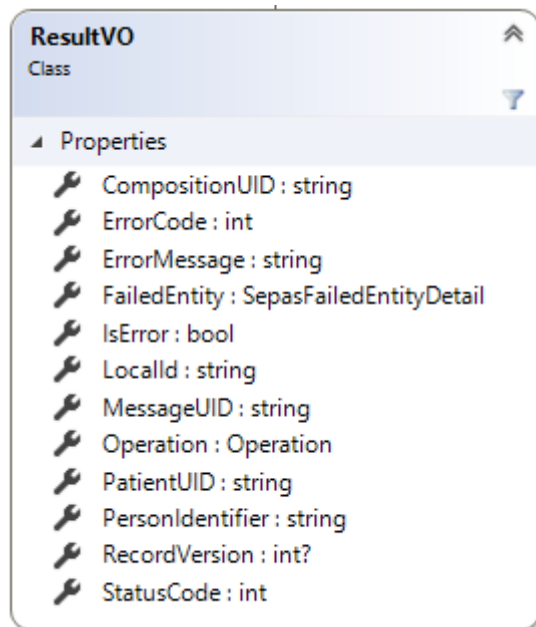 ResultVO
Class
Properties
CompositionUID : string
ErrorCode : int
ErrorMessage : string
FailedEntity : SepasFailedEntityDetail
IsError : bool
LocalId : string
MessageUID : string
Operation : Operation
PatientUID : string
PersonIdentifier : string
RecordVersion : int?
StatusCode : int